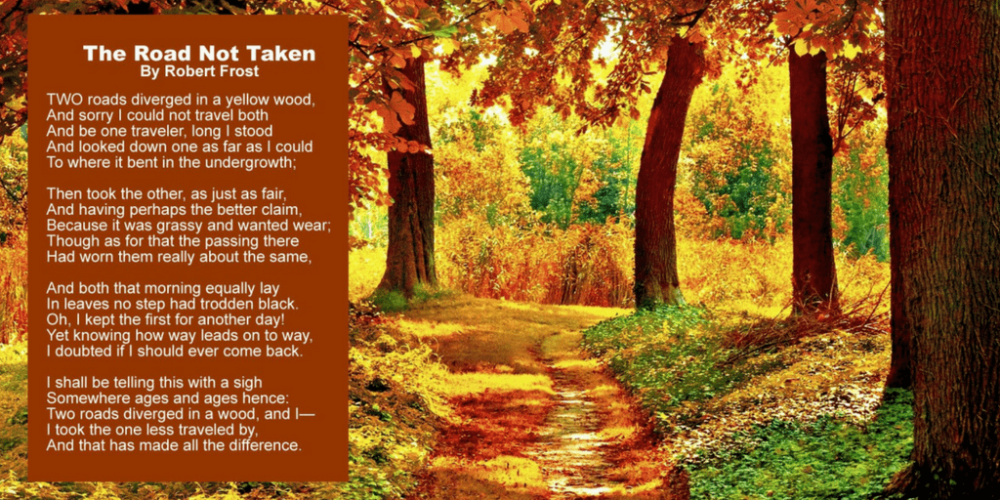 The Road Not Taken
By Robert Frost
TWO roads diverged in a yellow wood,
And sorry I could not travel both
And be one traveler, long I stood
And looked down one as far as I could
To where it bent in the undergrowth;
Then took the other, as just as fair,
And having perhaps the better claim,
Because it was grassy and wanted wear;
Though as for that the passing there
Had worn them really about the same,
And both that morning equally lay
In leaves no step had trodden black.
Oh, I kept the first for another day!
Yet knowing how way leads on to way,
I doubted if I should ever come back.
I shall be telling this with a sigh
Somewhere ages and ages hence:
Two roads diverged in a wood, and I—
I took the one less traveled by,
And that has made all the difference.